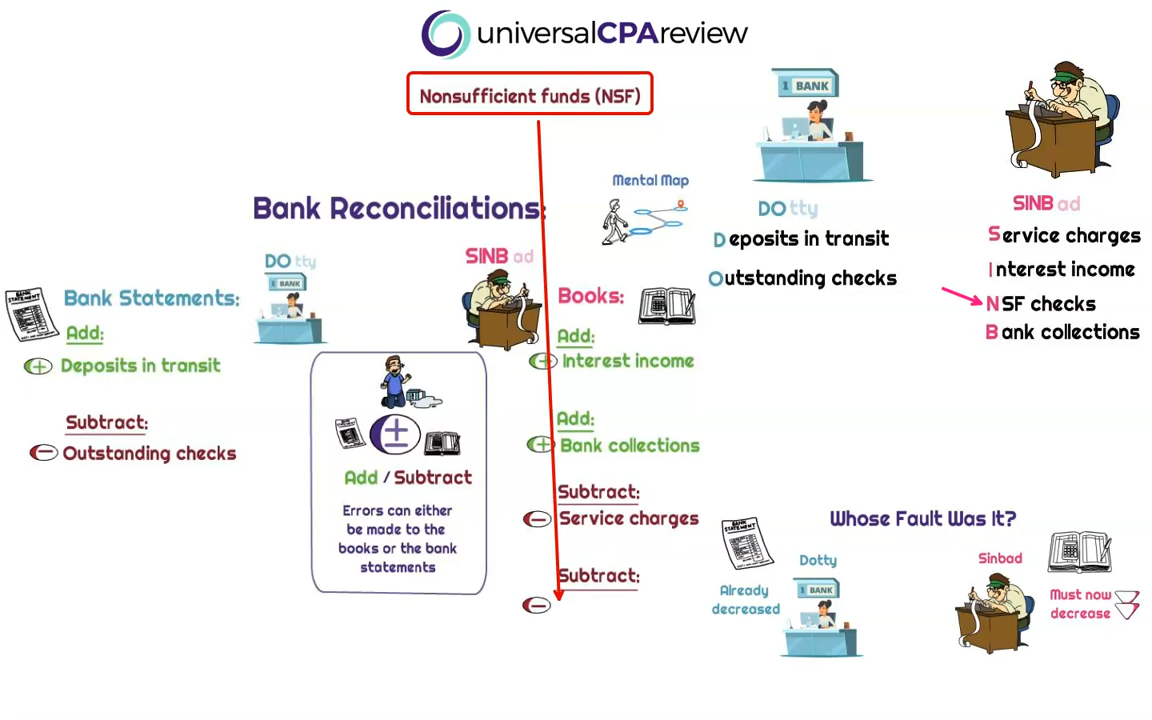 universalCPAreview
Nonsufficient funds (NSF)
1 BANK
Mental Map
Bank Reconciliations:
DOtty
SINBad
Deposits in transit
Service charges
Outstanding checks
Interest income
NSF checks
Bank collections
DOtty
1 BANK
SINBad
BANK STATEMENT
Bank Statements:
Add:
Deposits in transit
Subtract:
Outstanding checks
Books:
Add:
Interest income
Add:
Bank collections
Subtract:
Service charges
Subtract:
Add / Subtract
Errors can either
be made to the
books or the bank
statements
Whose Fault Was It?
BANK STATEMENT
Dotty
1 BANK
Already
decreased
Sinbad
Must now
decrease